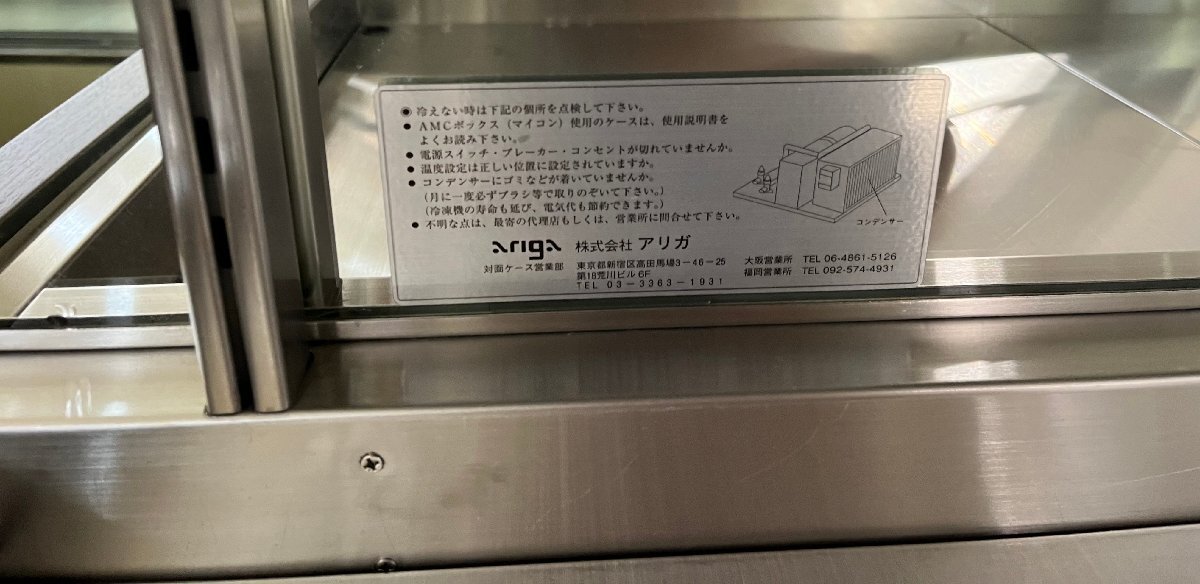 ◉ 冷えない時は下記の個所を点検して下さい。
● AMCボックス（マイコン）使用のケースは、使用説明書を
よくお読み下さい。
● 電源スイッチ・ブレーカー・コンセントが切れていませんか。
● 温度設定は正しい位置に設定されていますか。
● コンデンサーにゴミなどが着いていませんか。
（月に一度必ずブラシ等で取りのぞいて下さい。）
（冷凍機の寿命も延び、電気代も節約できます。）
● 不明な点は、最寄の代理店もしくは、営業所に問合せて下さい。
コンデンサー
ariga 株式会社 アリガ
対面ケース営業部 東京都新宿区高田馬場3-46-25
第18荒川ビル 6F
TEL 03-3363-1931
大阪営業所 TEL 06-4861-5126
福岡営業所 TEL 092-574-4931